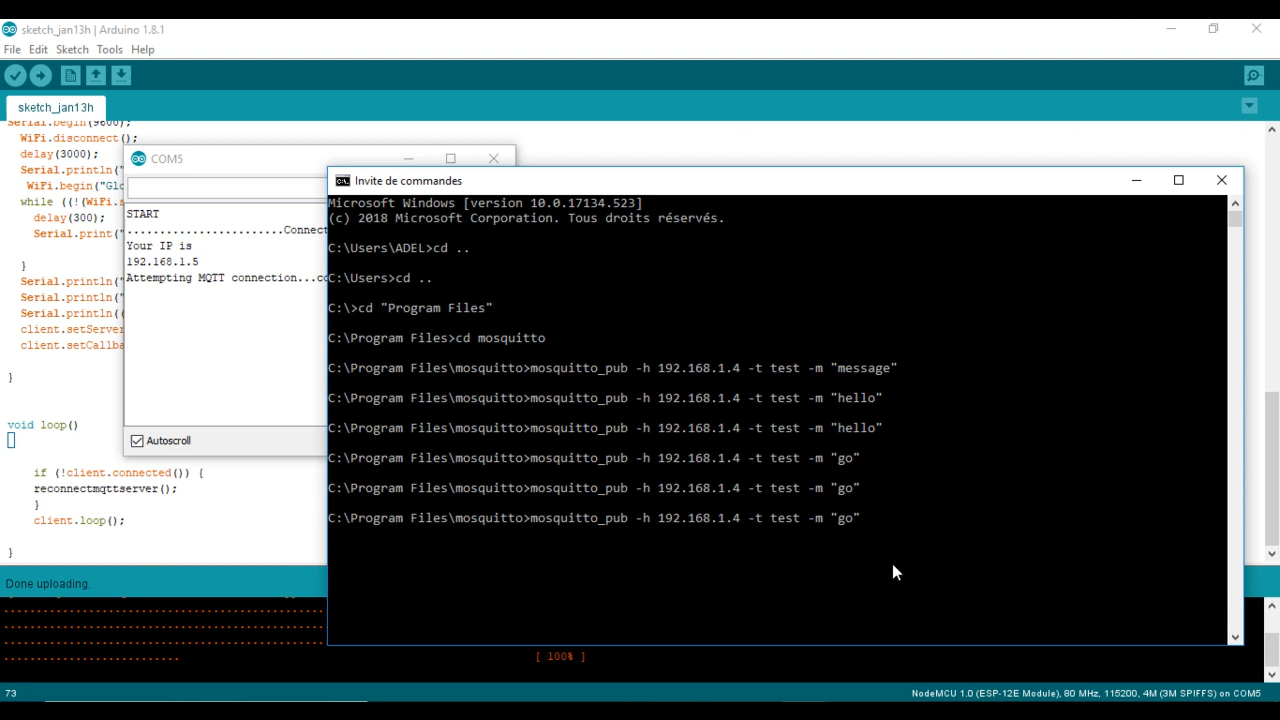 sketch_jan13h | Arduino 1.8.1
File Edit Sketch Tools Help
sketch_jan13h
Serial.begin(9600);
WiFi.disconnect();
delay(3000);
Serial.println("
WiFi.begin("Glo
while ((!(WiFi.s
delay(300);
Serial.print("
}
Serial.println("
Serial.println("
Serial.println((
client.setServer
client.setCallba
}
void loop()
{
if (!client.connected()) {
reconnectmqttserver();
}
client.loop();
}
COM5
START
.......................Connect
Your IP is
192.168.1.5
Attempting MQTT connection...co
Autoscroll
Invite de commandes
Microsoft Windows [version 10.0.17134.523]
(c) 2018 Microsoft Corporation. Tous droits réservés.
C:\Users\ADEL>cd ..
C:\Users>cd ..
C:\>cd "Program Files"
C:\Program Files>cd mosquitto
C:\Program Files\mosquitto>mosquitto_pub -h 192.168.1.4 -t test -m "message"
C:\Program Files\mosquitto>mosquitto_pub -h 192.168.1.4 -t test -m "hello"
C:\Program Files\mosquitto>mosquitto_pub -h 192.168.1.4 -t test -m "hello"
C:\Program Files\mosquitto>mosquitto_pub -h 192.168.1.4 -t test -m "go"
C:\Program Files\mosquitto>mosquitto_pub -h 192.168.1.4 -t test -m "go"
C:\Program Files\mosquitto>mosquitto_pub -h 192.168.1.4 -t test -m "go"
Done uploading.
[ 100% ]
73
NodeMCU 1.0 (ESP-12E Module), 80 MHz, 115200, 4M (3M SPIFFS) on COM5